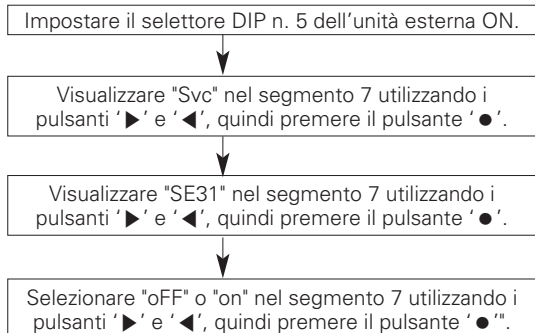 Impostare il selettore DIP n. 5 dell'unità esterna ON.
Visualizzare "Svc" nel segmento 7 utilizzando i
pulsanti ‘▶’ e ‘◀’, quindi premere il pulsante ‘●’.
Visualizzare "SE31" nel segmento 7 utilizzando i
pulsanti ‘▶’ e ‘◀’, quindi premere il pulsante ‘●’.
Selezionare "oFF" o "on" nel segmento 7 utilizzando i
pulsanti ‘▶’ e ‘◀’, quindi premere il pulsante ‘●’".